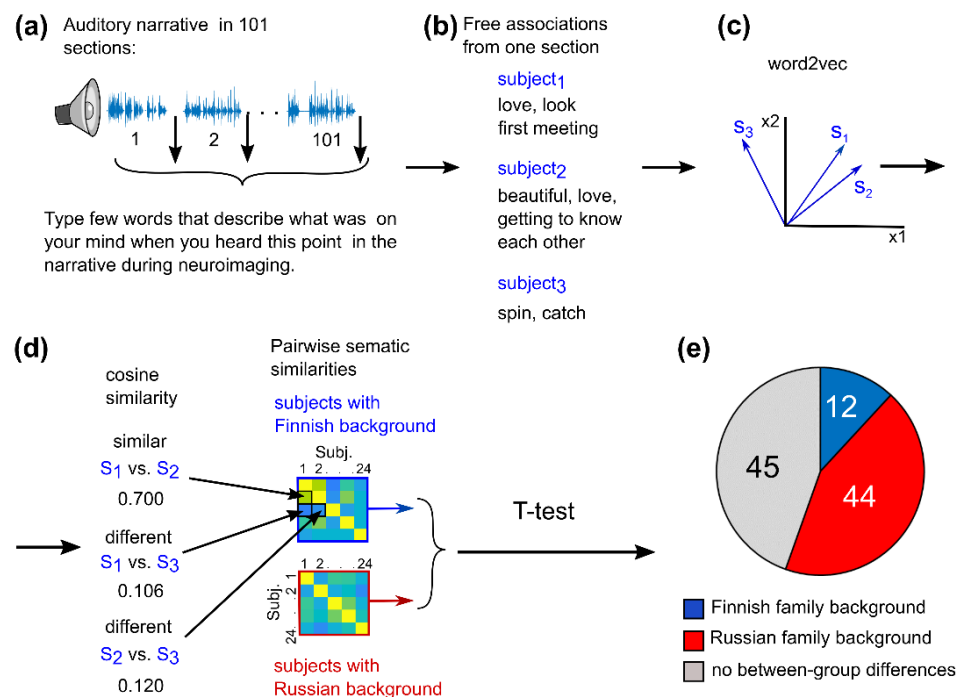 (a)
Auditory narrative in 101
sections:
1 2 . . . 101
Type few words that describe what was on
your mind when you heard this point in the
narrative during neuroimaging.
(b)
Free associations
from one section
subject1
love, look
first meeting
subject2
beautiful, love,
getting to know
each other
subject3
spin, catch
(c)
word2vec
x2
S3
S1
S2
x1
(d)
cosine
similarity
similar
S1 vs. S2
0.700
different
S1 vs. S3
0.106
different
S2 vs. S3
0.120
Pairwise sematic
similarities
subjects with
Finnish background
Subj.
1 2 . . . 24
1 2 . . 24
Subj.
1
2
.
.
24
subjects with
Russian background
T-test
(e)
12
45
44
Finnish family background
Russian family background
no between-group differences